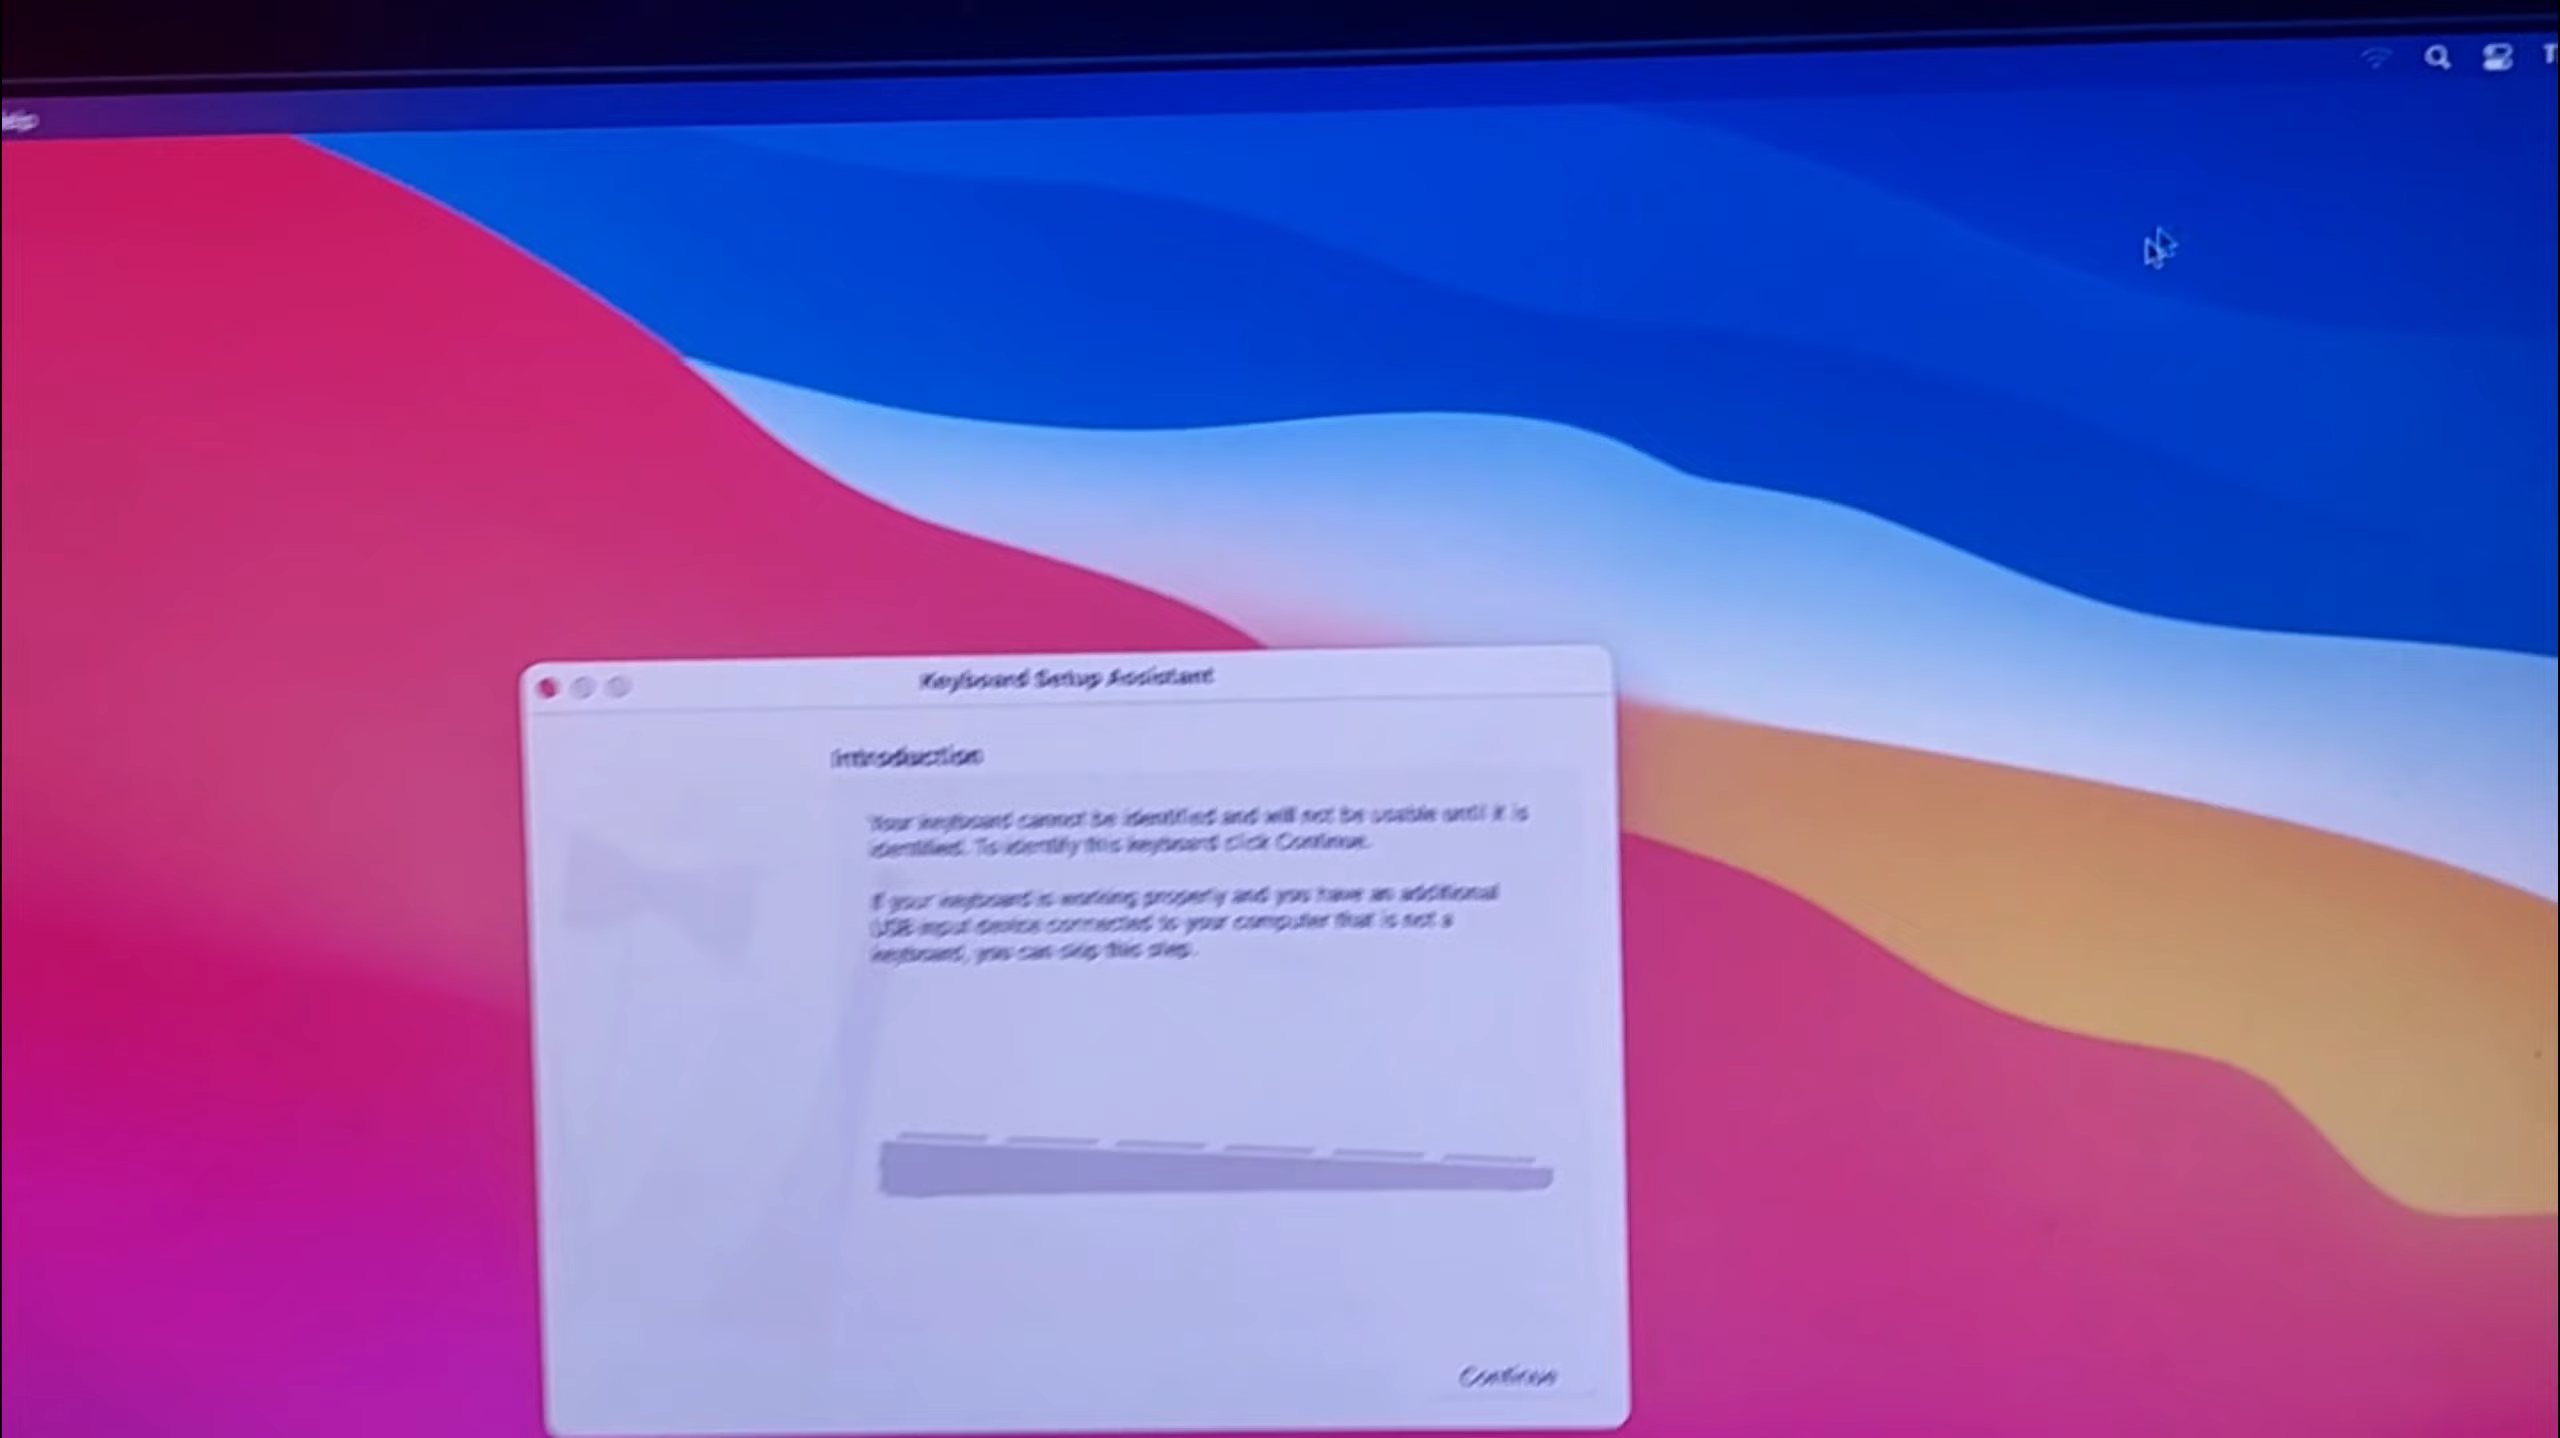 Keyboard Setup Assistant
Introduction
Your keyboard cannot be identified and will not be usable until it is
identified. To identify this keyboard click Continue.
If your keyboard is working properly and you have an additional
USB input device connected to your computer that is not a
keyboard, you can skip this step.
Continue